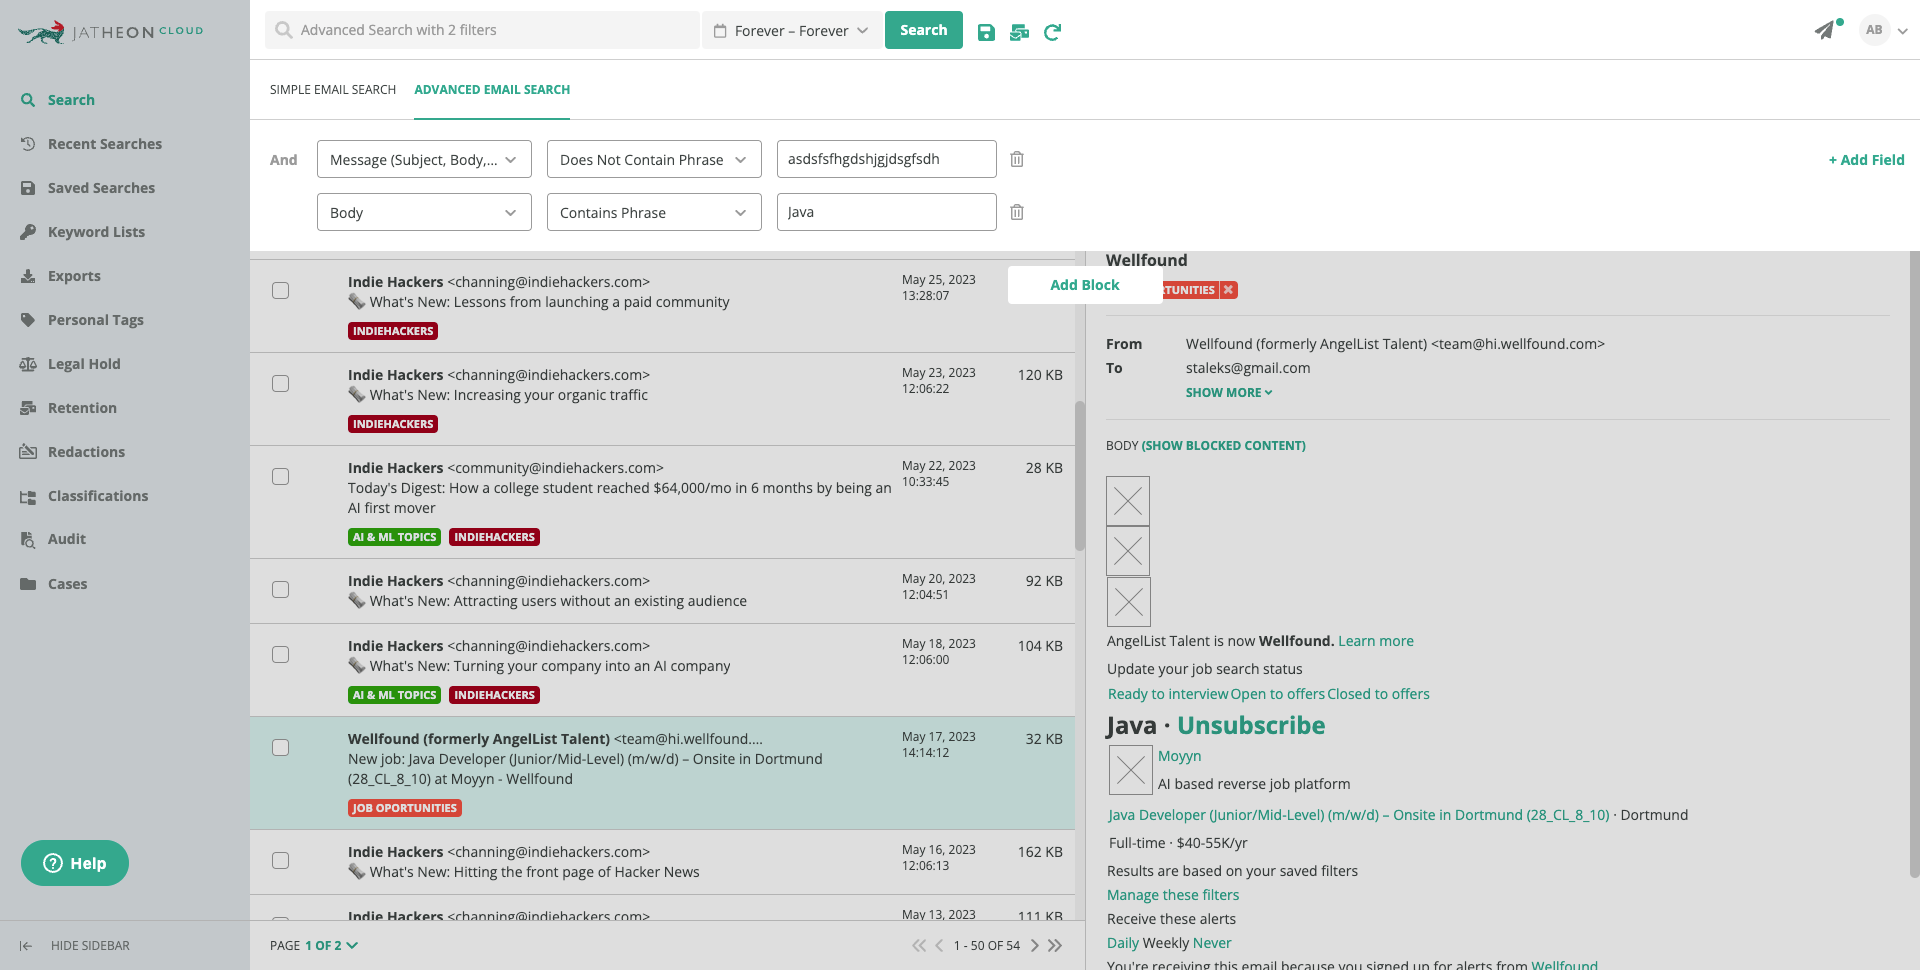 JATHEON CLOUD
Advanced Search with 2 filters
Forever – Forever
Search
AB
Search
Recent Searches
Saved Searches
Keyword Lists
Exports
Personal Tags
Legal Hold
Retention
Redactions
Classifications
Audit
Cases
Help
HIDE SIDEBAR
SIMPLE EMAIL SEARCH
ADVANCED EMAIL SEARCH
And
Message (Subject, Body,...
Does Not Contain Phrase
asdsfsfhgdshjgjdsgfsdh
+ Add Field
Body
Contains Phrase
Java
Add Block
Indie Hackers <channing@indiehackers.com>
What's New: Lessons from launching a paid community
INDIEHACKERS
May 25, 2023
13:28:07
Indie Hackers <channing@indiehackers.com>
What's New: Increasing your organic traffic
INDIEHACKERS
May 23, 2023
12:06:22
120 KB
Indie Hackers <community@indiehackers.com>
Today's Digest: How a college student reached $64,000/mo in 6 months by being an
AI first mover
AI & ML TOPICS INDIEHACKERS
May 22, 2023
10:33:45
28 KB
Indie Hackers <channing@indiehackers.com>
What's New: Attracting users without an existing audience
May 20, 2023
12:04:51
92 KB
Indie Hackers <channing@indiehackers.com>
What's New: Turning your company into an AI company
AI & ML TOPICS INDIEHACKERS
May 18, 2023
12:06:00
104 KB
Wellfound (formerly AngelList Talent) <team@hi.wellfound....
New job: Java Developer (Junior/Mid-Level) (m/w/d) – Onsite in Dortmund
(28_CL_8_10) at Moyyn - Wellfound
JOB OPORTUNITIES
May 17, 2023
14:14:12
32 KB
Indie Hackers <channing@indiehackers.com>
What's New: Hitting the front page of Hacker News
May 16, 2023
12:06:13
162 KB
Indie Hackers <channing@indiehackers.com>
May 13, 2023
111 KB
PAGE 1 OF 2
1 - 50 OF 54
Wellfound
RTUNITIES
From
Wellfound (formerly AngelList Talent) <team@hi.wellfound.com>
To
staleks@gmail.com
SHOW MORE
BODY (SHOW BLOCKED CONTENT)
AngelList Talent is now Wellfound. Learn more
Update your job search status
Ready to interview Open to offers Closed to offers
Java · Unsubscribe
Moyyn
AI based reverse job platform
Java Developer (Junior/Mid-Level) (m/w/d) – Onsite in Dortmund (28_CL_8_10) · Dortmund
Full-time · $40-55K/yr
Results are based on your saved filters
Manage these filters
Receive these alerts
Daily Weekly Never
You're receiving this email because you signed up for alerts from Wellfound